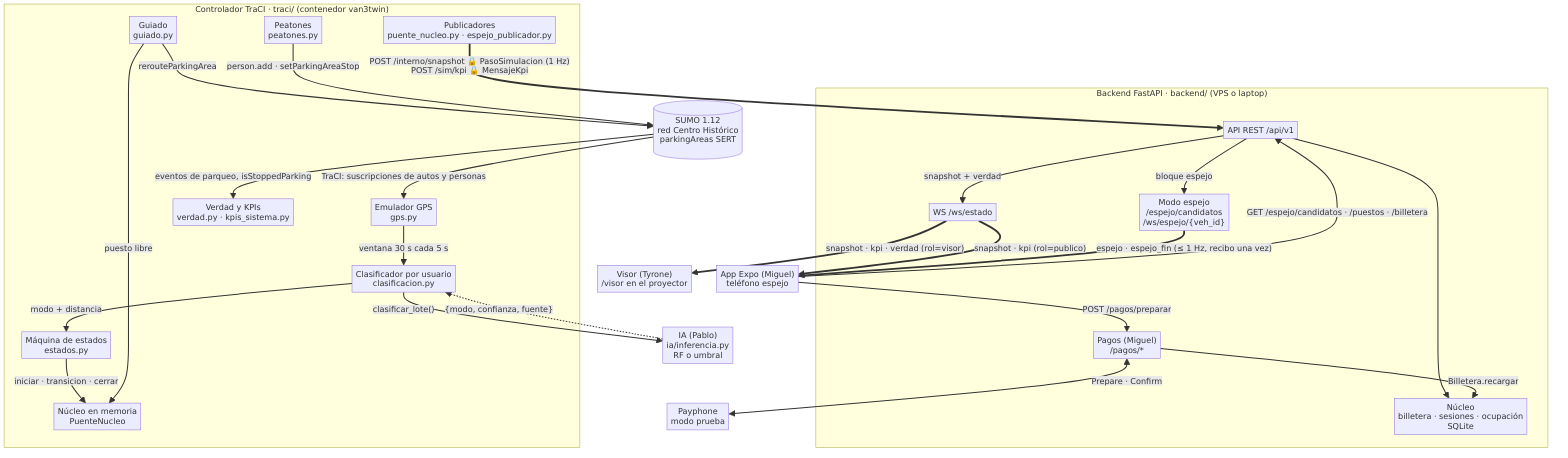 Controlador TraCI · traci/ (contenedor van3twin)
Guiado
guiado.py
Peatones
peatones.py
Publicadores
puente_nucleo.py · espejo_publicador.py
rerouteParkingArea
person.add · setParkingAreaStop
POST /interno/snapshot 🔒 PasoSimulacion (1 Hz)
POST /sim/kpi 🔒 MensajeKpi
Backend FastAPI · backend/ (VPS o laptop)
SUMO 1.12
red Centro Histórico
parkingAreas SERT
API REST /api/v1
eventos de parqueo, isStoppedParking
TraCI: suscripciones de autos y personas
snapshot + verdad
bloque espejo
Verdad y KPIs
verdad.py · kpis_sistema.py
Emulador GPS
gps.py
WS /ws/estado
Modo espejo
/espejo/candidatos
/ws/espejo/{veh_id}
GET /espejo/candidatos · /puestos · /billetera
puesto libre
ventana 30 s cada 5 s
snapshot · kpi · verdad (rol=visor)
snapshot · kpi (rol=publico)
espejo · espejo_fin (≤ 1 Hz, recibo una vez)
Clasificador por usuario
clasificacion.py
Visor (Tyrone)
/visor en el proyector
App Expo (Miguel)
teléfono espejo
modo + distancia
clasificar_lote()
{modo, confianza, fuente}
POST /pagos/preparar
Máquina de estados
estados.py
IA (Pablo)
ia/inferencia.py
RF o umbral
Pagos (Miguel)
/pagos/*
iniciar · transicion · cerrar
Prepare · Confirm
Billetera.recargar
Núcleo en memoria
PuenteNucleo
Payphone
modo prueba
Núcleo
billetera · sesiones · ocupación
SQLite